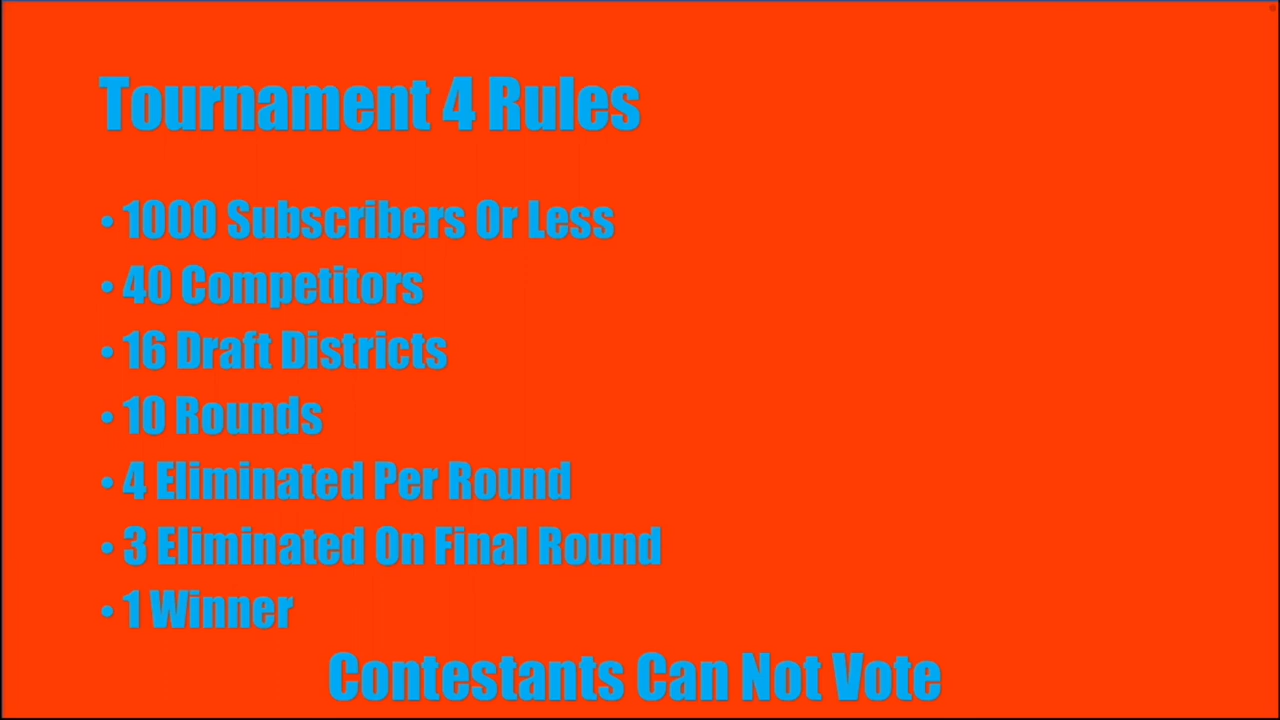 Tournament 4 Rules
• 1000 Subscribers Or Less
• 40 Competitors
• 16 Draft Districts
• 10 Rounds
• 4 Eliminated Per Round
• 3 Eliminated On Final Round
• 1 Winner
Contestants Can Not Vote